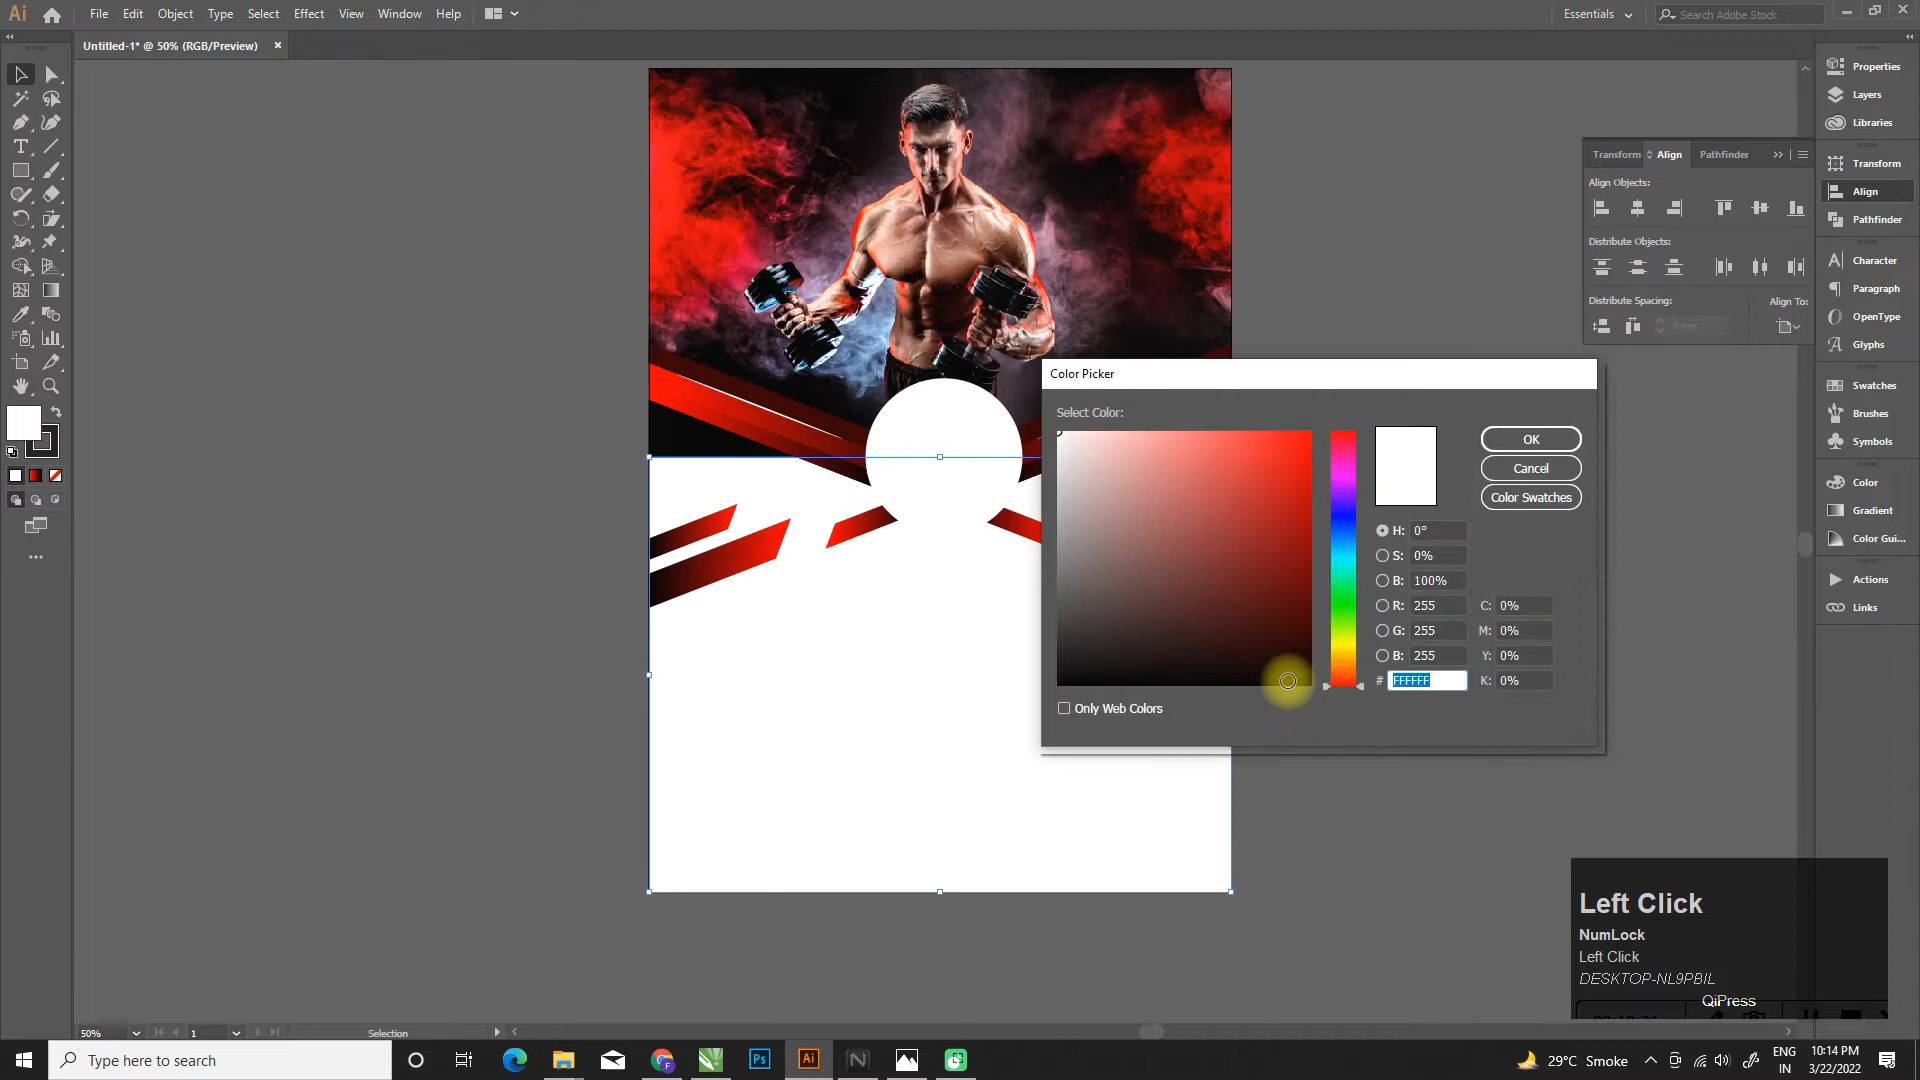 Ai
File Edit Object Type Select Effect View Window Help
Essentials
Search Adobe Stock
Untitled-1* @ 50% (RGB/Preview) ×
Properties
Layers
Libraries
Transform
Align
Pathfinder
Character
Paragraph
OpenType
Glyphs
Swatches
Brushes
Symbols
Color
Gradient
Color Gui...
Actions
Links
Transform Align Pathfinder
Align Objects:
Distribute Objects:
Distribute Spacing: Align To:
0 mm
Color Picker
Select Color:
OK
Cancel
Color Swatches
H: 0°
S: 0%
B: 100%
R: 255 C: 0%
G: 255 M: 0%
B: 255 Y: 0%
# FFFFFF K: 0%
Only Web Colors
Left Click
NumLock
Left Click
DESKTOP-NL9PBIL
QiPress
50% 1 Selection
Type here to search
Ps
Ai
29°C Smoke
ENG
IN
10:14 PM
3/22/2022